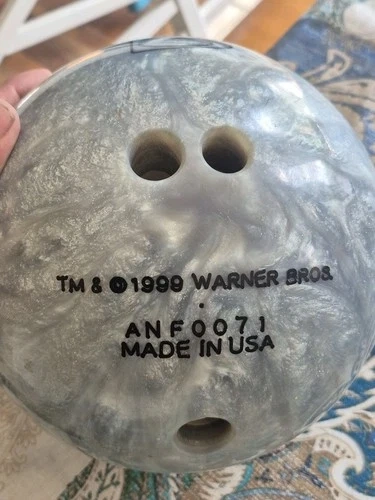 TM & ©1999 WARNER BROS.
ANF0071
MADE IN USA